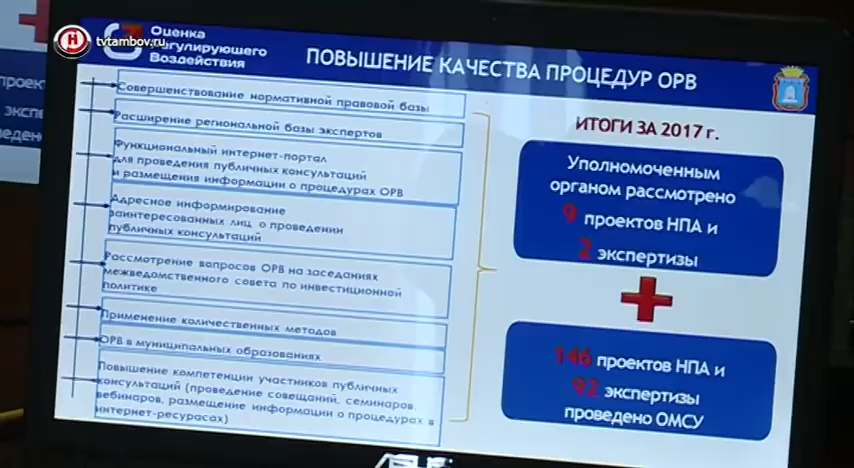 tvtambov.ru
Оценка
Регулирующего
Воздействия
ПОВЫШЕНИЕ КАЧЕСТВА ПРОЦЕДУР ОРВ
Совершенствование нормативной правовой базы
Расширение региональной базы экспертов
Функциональный интернет-портал
для проведения публичных консультаций
и размещения информации о процедурах ОРВ
Адресное информирование
заинтересованных лиц о проведении
публичных консультаций
Рассмотрение вопросов ОРВ на заседаниях
межведомственного совета по инвестиционной
политике
Применение количественных методов
ОРВ в муниципальных образованиях
Повышение компетенции участников публичных
консультаций (проведение совещаний, семинаров,
вебинаров, размещение информации о процедурах в
интернет-ресурсах)
ИТОГИ ЗА 2017 г.
Уполномоченным
органом рассмотрено
9 проектов НПА и
2 экспертизы
146 проектов НПА и
92 экспертизы
проведено ОМСУ